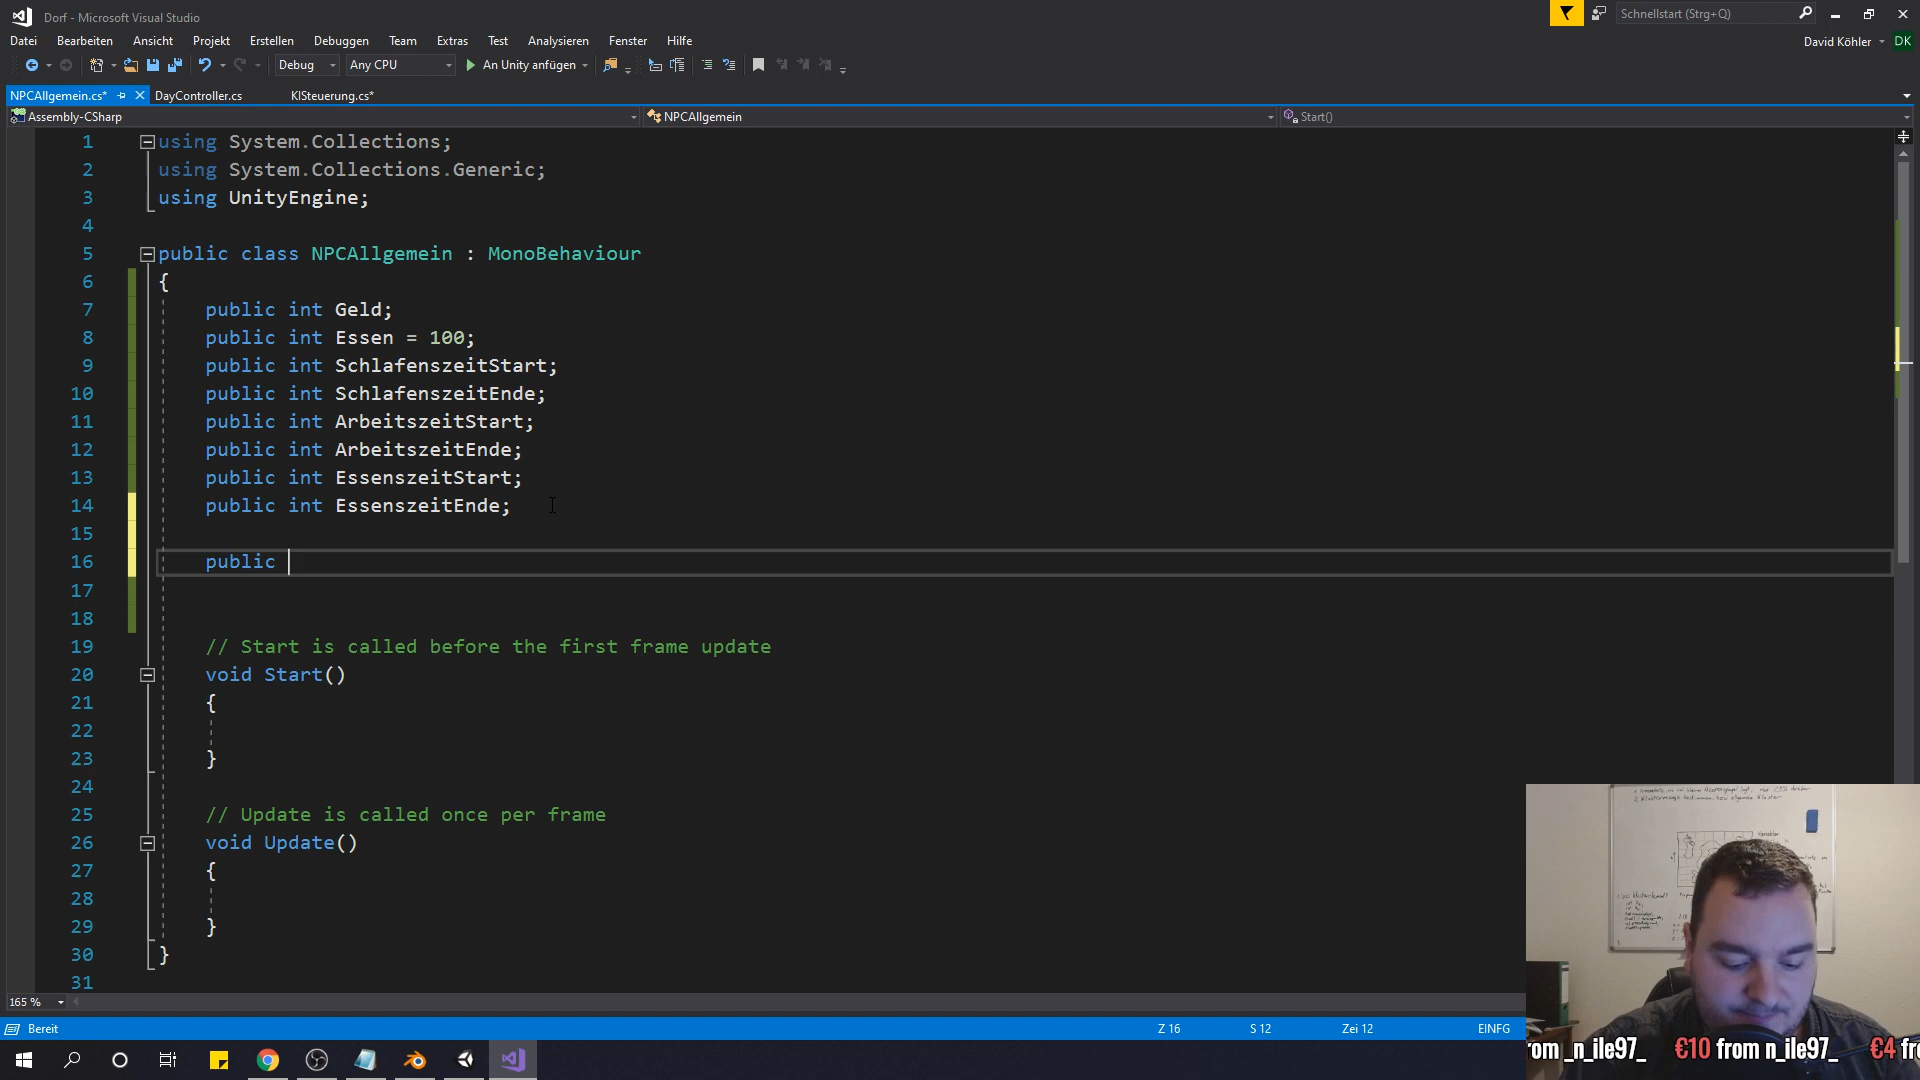 Dorf - Microsoft Visual Studio
Schnellstart (Strg+Q)
Datei Bearbeiten Ansicht Projekt Erstellen Debuggen Team Extras Test Analysieren Fenster Hilfe
David Köhler DK
Debug Any CPU An Unity anfügen
NPCAllgemein.cs* DayController.cs KISteuerung.cs*
Assembly-CSharp NPCAllgemein Start()
1 using System.Collections;
2 using System.Collections.Generic;
3 using UnityEngine;
4
5 public class NPCAllgemein : MonoBehaviour
6 {
7 public int Geld;
8 public int Essen = 100;
9 public int SchlafenszeitStart;
10 public int SchlafenszeitEnde;
11 public int ArbeitszeitStart;
12 public int ArbeitszeitEnde;
13 public int EssenszeitStart;
14 public int EssenszeitEnde;
15
16 public
17
18
19 // Start is called before the first frame update
20 void Start()
21 {
22
23 }
24
25 // Update is called once per frame
26 void Update()
27 {
28
29 }
30 }
31
165 %
Bereit Z 16 S 12 Zei 12 EINFG
rom _n_ile97_ €10 from n_ile97_ €4 fr